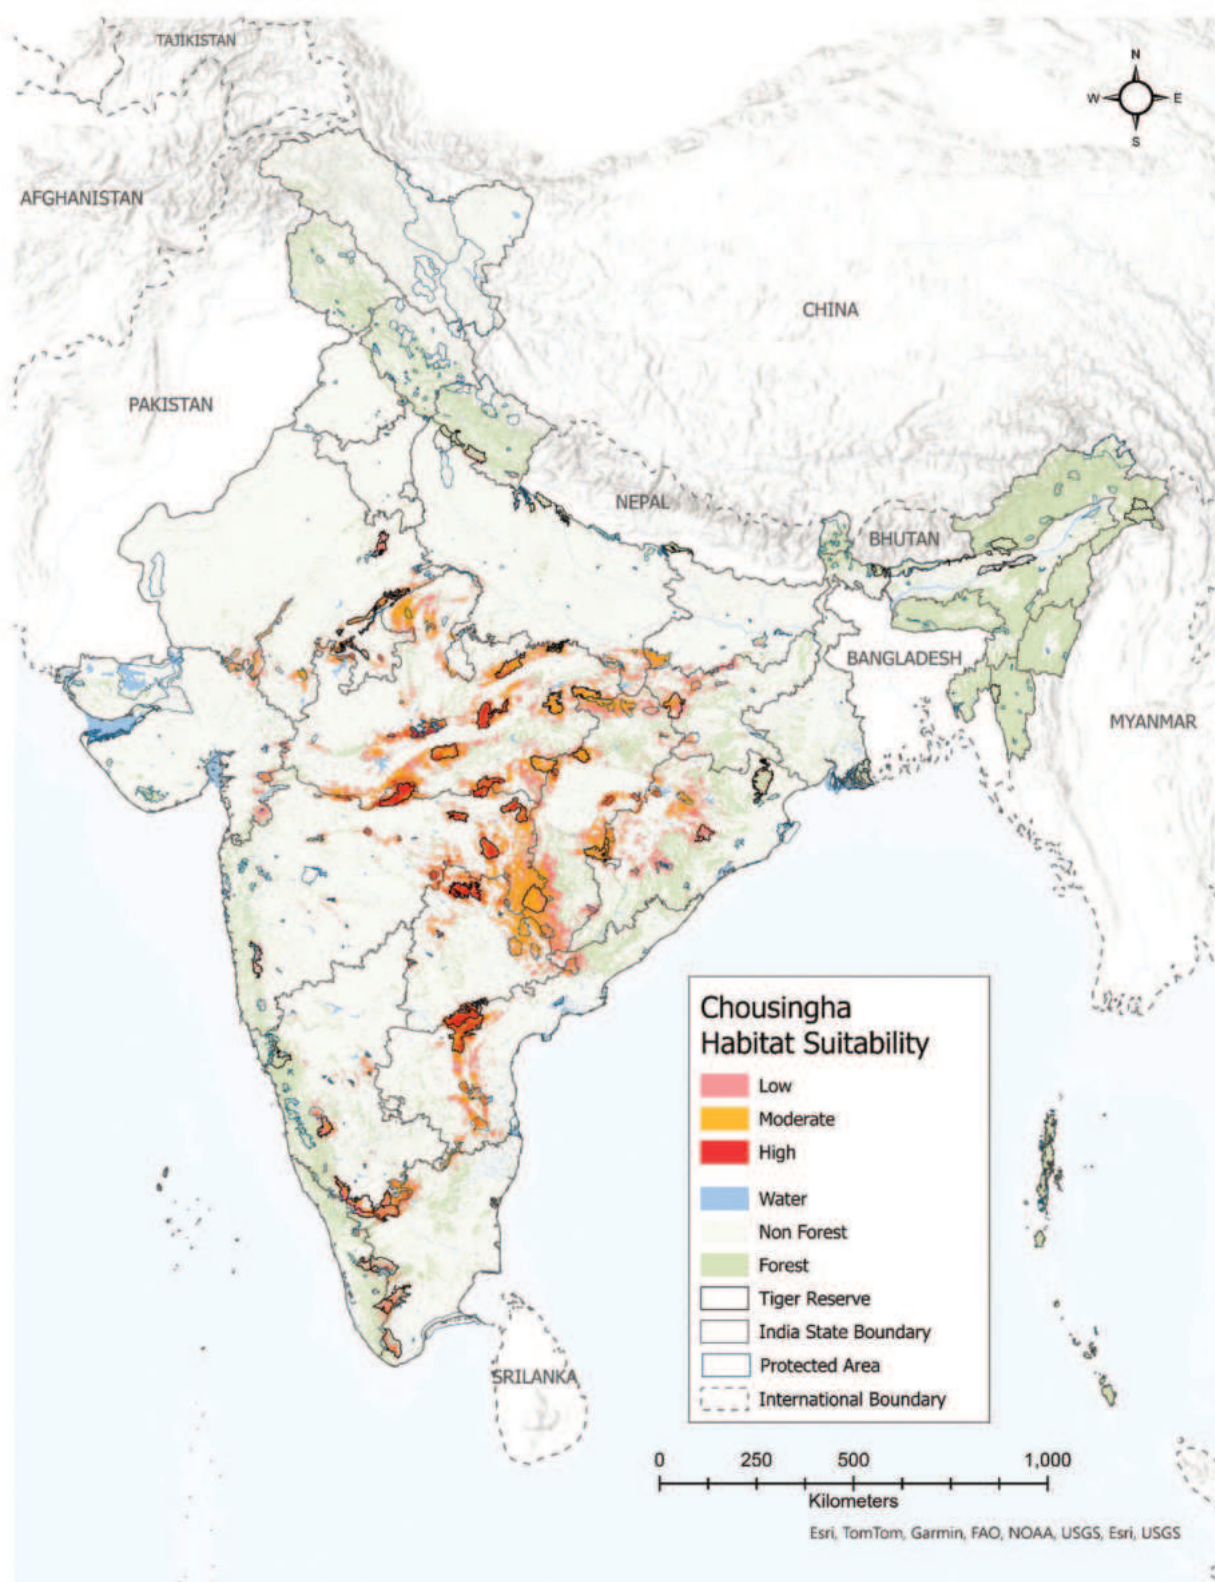 TAJIKISTAN
N
W
E
S
AFGHANISTAN
CHINA
PAKISTAN
NEPAL
BHUTAN
BANGLADESH
MYANMAR
SRILANKA
Chousingha
Habitat Suitability
Low
Moderate
High
Water
Non Forest
Forest
Tiger Reserve
India State Boundary
Protected Area
International Boundary
0 250 500 1,000
Kilometers
Esri, TomTom, Garmin, FAO, NOAA, USGS, Esri, USGS